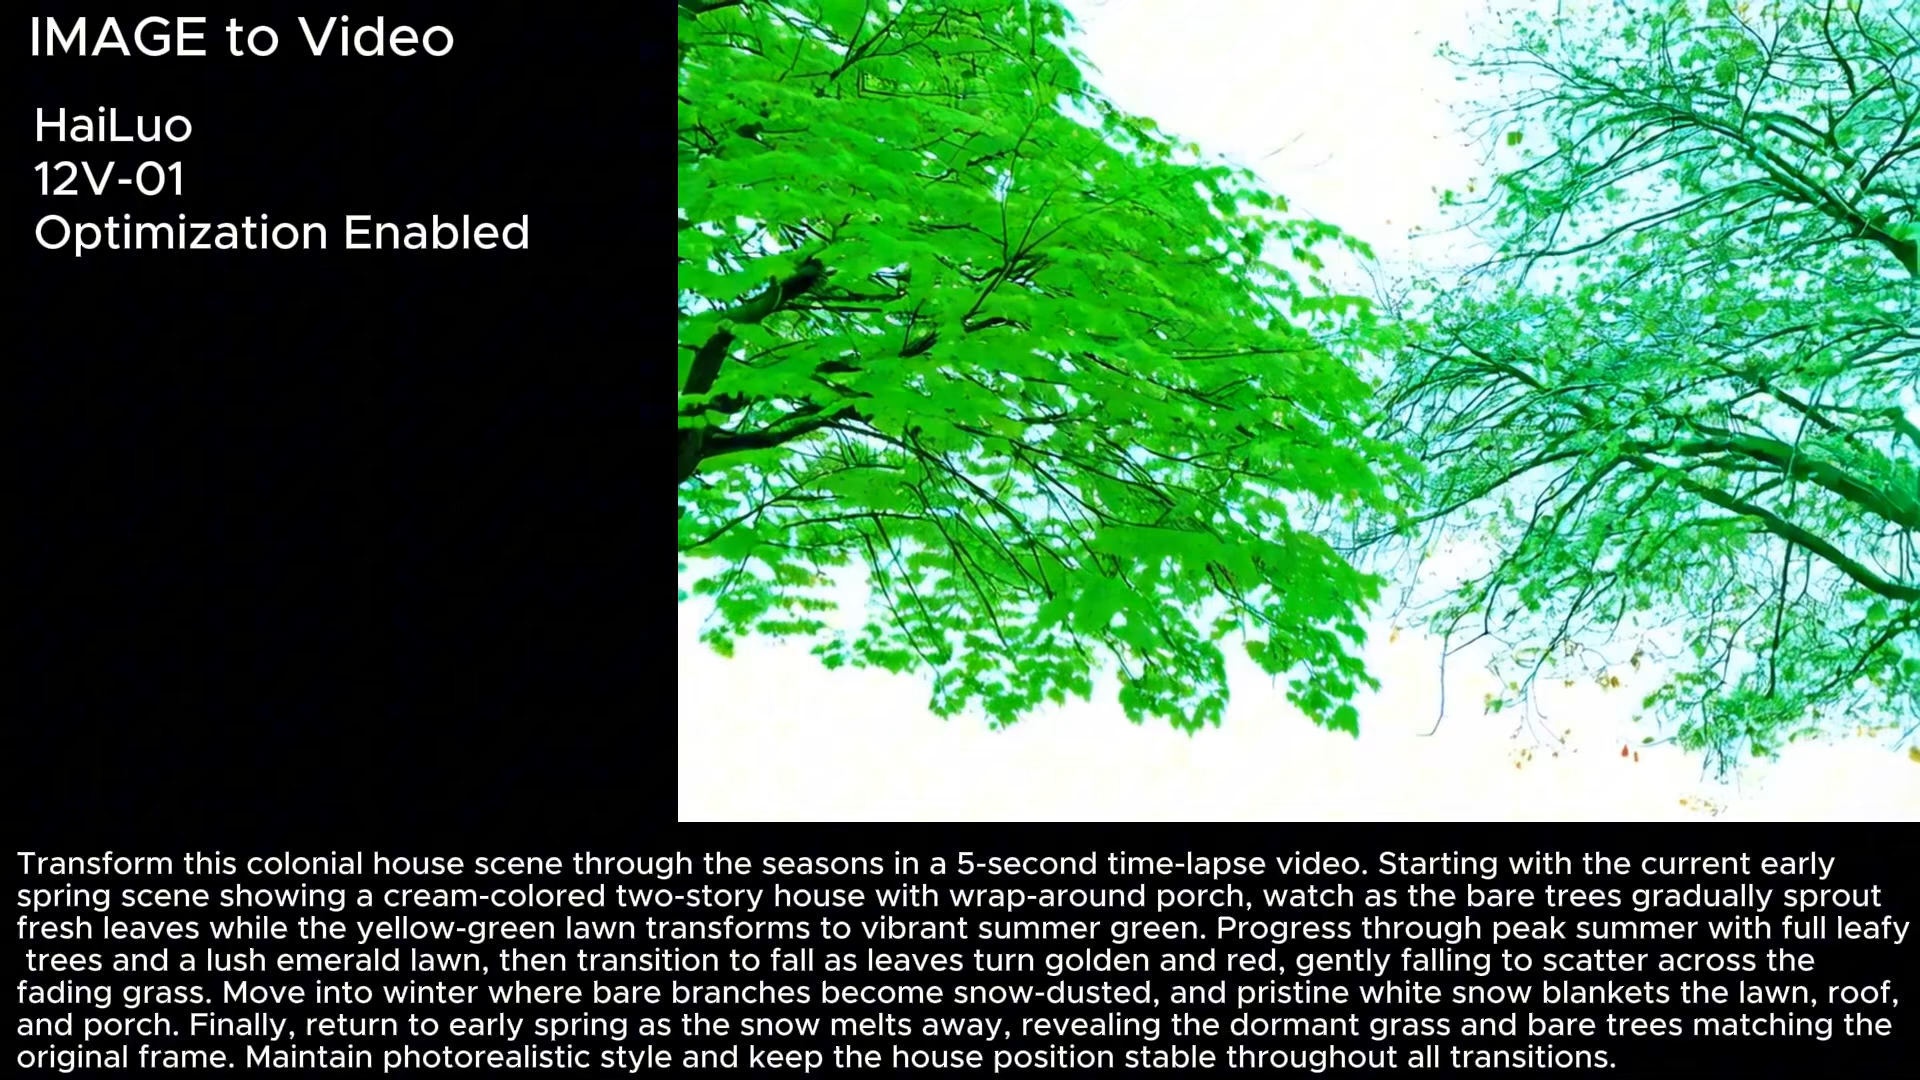 IMAGE to Video
HaiLuo
12V-01
Optimization Enabled
Transform this colonial house scene through the seasons in a 5-second time-lapse video. Starting with the current early
spring scene showing a cream-colored two-story house with wrap-around porch, watch as the bare trees gradually sprout
fresh leaves while the yellow-green lawn transforms to vibrant summer green. Progress through peak summer with full leafy
trees and a lush emerald lawn, then transition to fall as leaves turn golden and red, gently falling to scatter across the
fading grass. Move into winter where bare branches become snow-dusted, and pristine white snow blankets the lawn, roof,
and porch. Finally, return to early spring as the snow melts away, revealing the dormant grass and bare trees matching the
original frame. Maintain photorealistic style and keep the house position stable throughout all transitions.